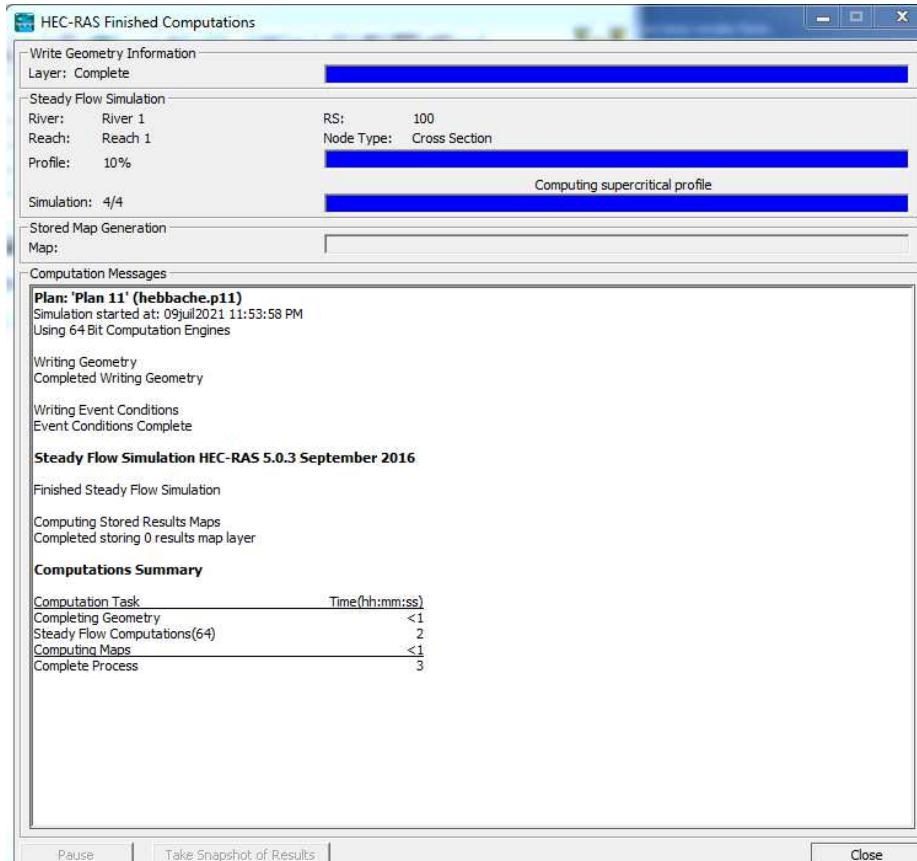 HEC-RAS Finished Computations
Write Geometry Information
Layer: Complete
Steady Flow Simulation
River: River 1 RS: 100
Reach: Reach 1 Node Type: Cross Section
Profile: 10%
Computing supercritical profile
Simulation: 4/4
Stored Map Generation
Map:
Computation Messages
Plan: 'Plan 11' (hebbache.p11)
Simulation started at: 09juil2021 11:53:58 PM
Using 64 Bit Computation Engines
Writing Geometry
Completed Writing Geometry
Writing Event Conditions
Event Conditions Complete
Steady Flow Simulation HEC-RAS 5.0.3 September 2016
Finished Steady Flow Simulation
Computing Stored Results Maps
Completed storing 0 results map layer
Computations Summary
Computation Task Time(hh:mm:ss)
Completing Geometry <1
Steady Flow Computations(64) 2
Computing Maps <1
Complete Process 3
Pause Take Snapshot of Results Close